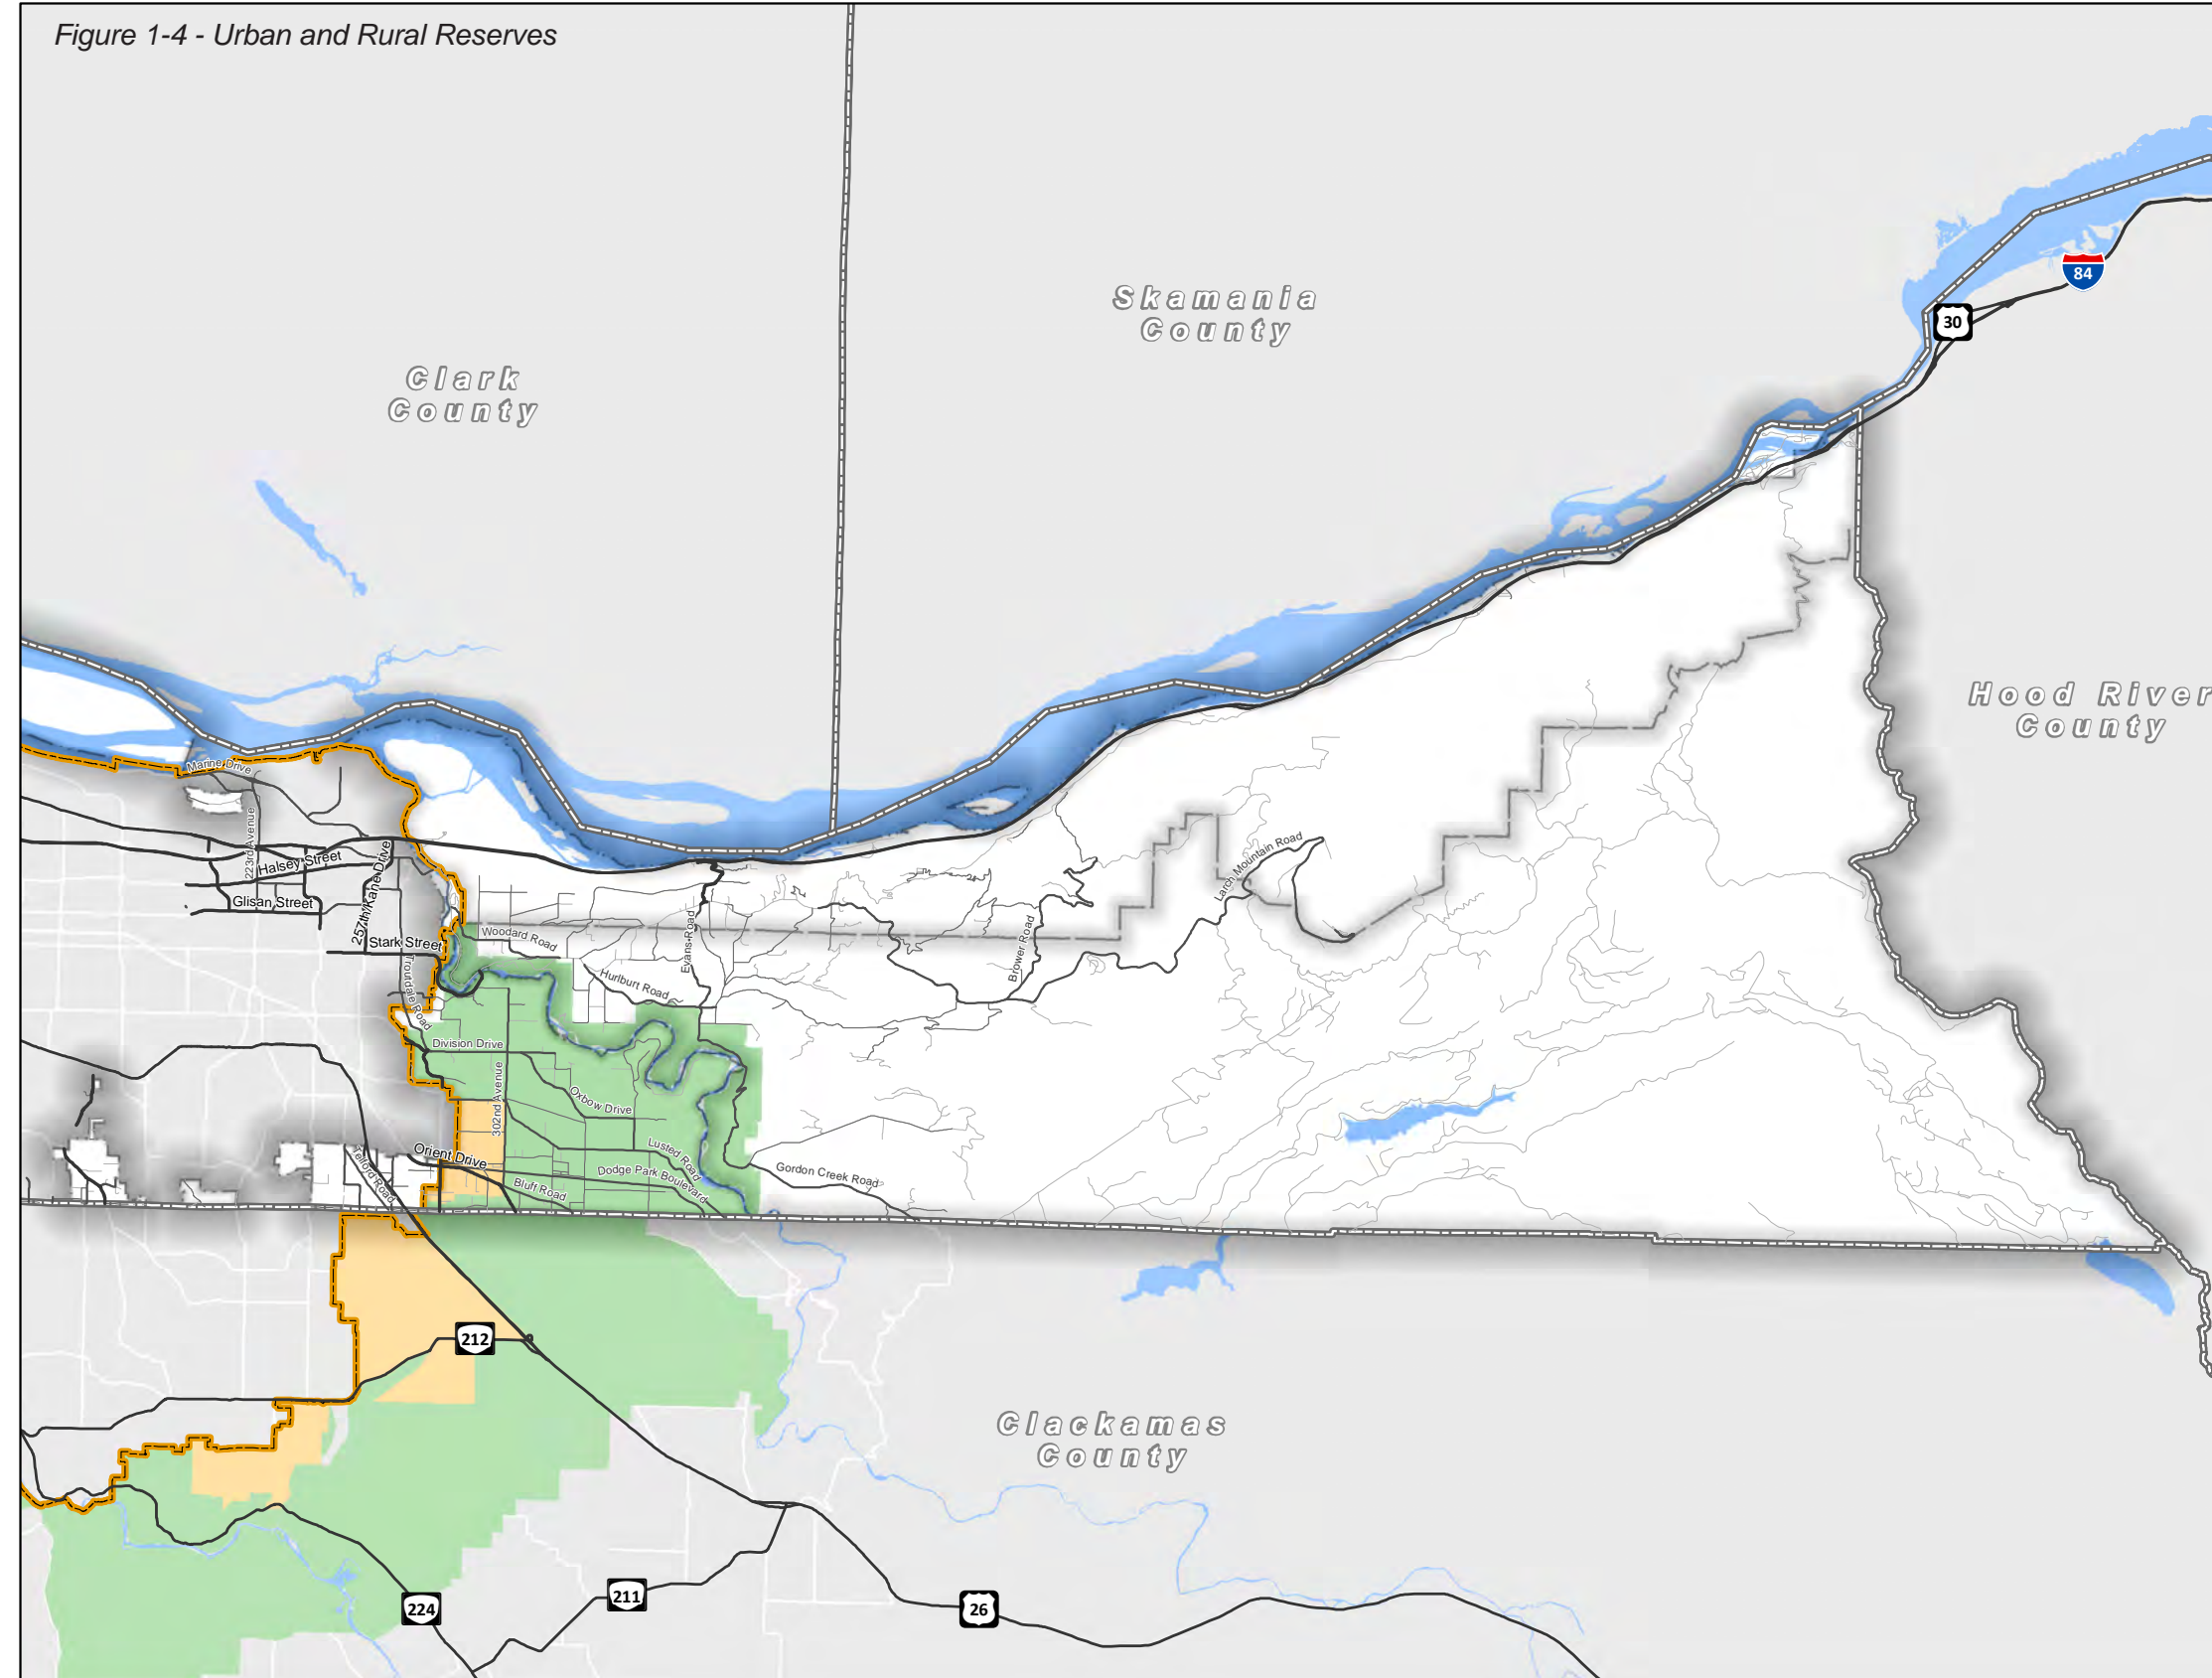 Figure 1-4 - Urban and Rural Reserves
84
Skamania
County
30
Clark
County
Hood River
County
Marine Drive
223rd Avenue
Halsey Street
257th/Kane Drive
Glisan Street
Larch Mountain Road
Stark Street
Woodard Road
Evans Road
Brower Road
Troutdale Road
Hurlburt Road
Division Drive
302nd Avenue
Oxbow Drive
Orient Drive
Lusted Road
Telford Road
Dodge Park Boulevard
Gordon Creek Road
Bluff Road
212
Clackamas
County
211
224
26